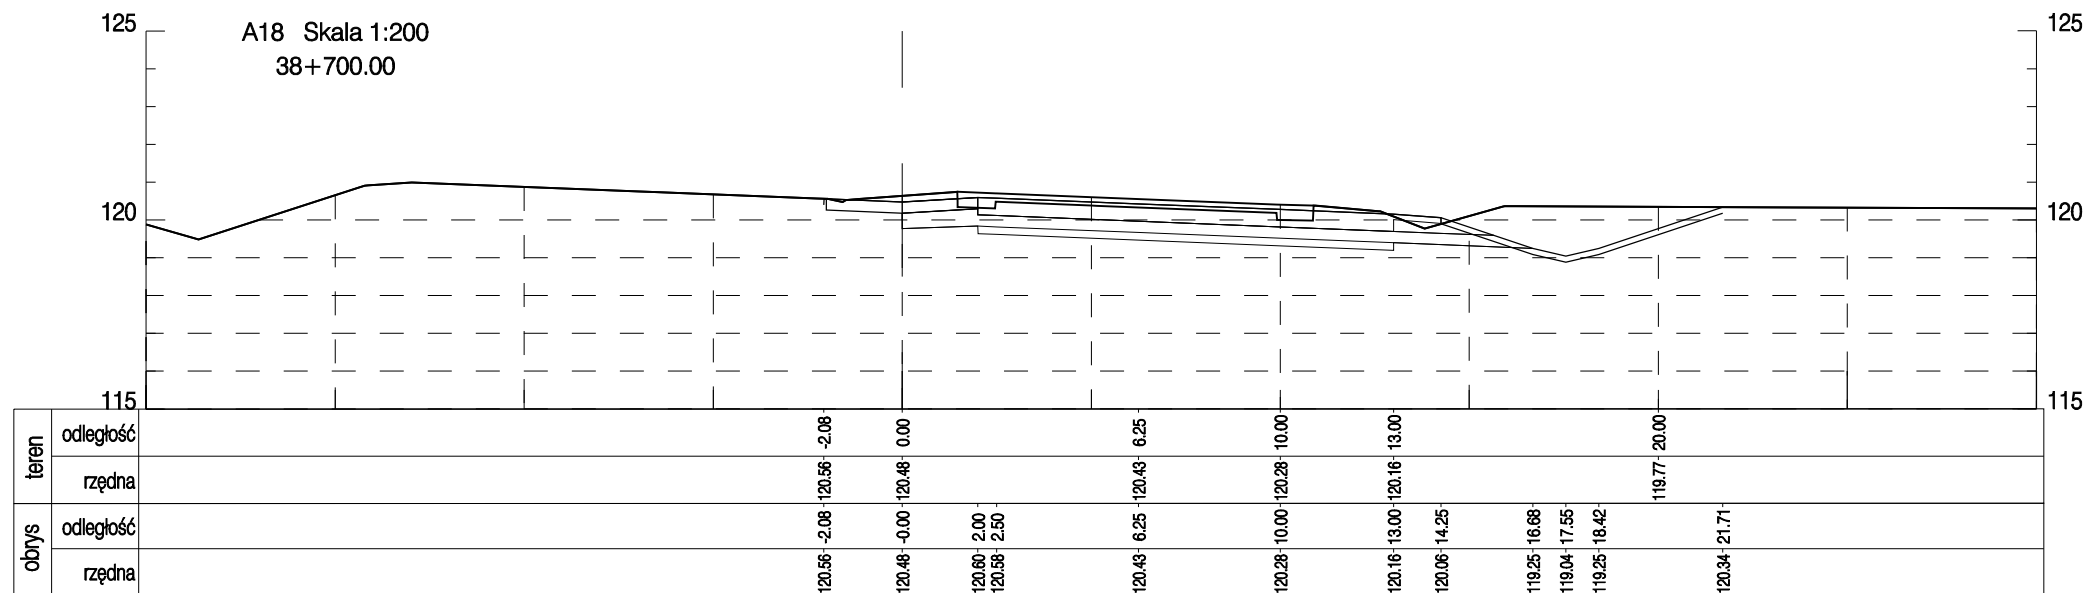 125
A18 Skala 1:200
38+700.00
125
120
120
115
115
teren
odległość
-2.08 0.00 6.25 10.00 13.00 20.00
rzędna
120.56 120.48 120.43 120.28 120.16 119.77
obrys
odległość
-2.08 -0.00 2.00 2.50 6.25 10.00 13.00 14.25 16.68 17.55 18.42 21.71
rzędna
120.56 120.48 120.60 120.58 120.43 120.28 120.16 120.06 119.25 119.04 119.25 120.34